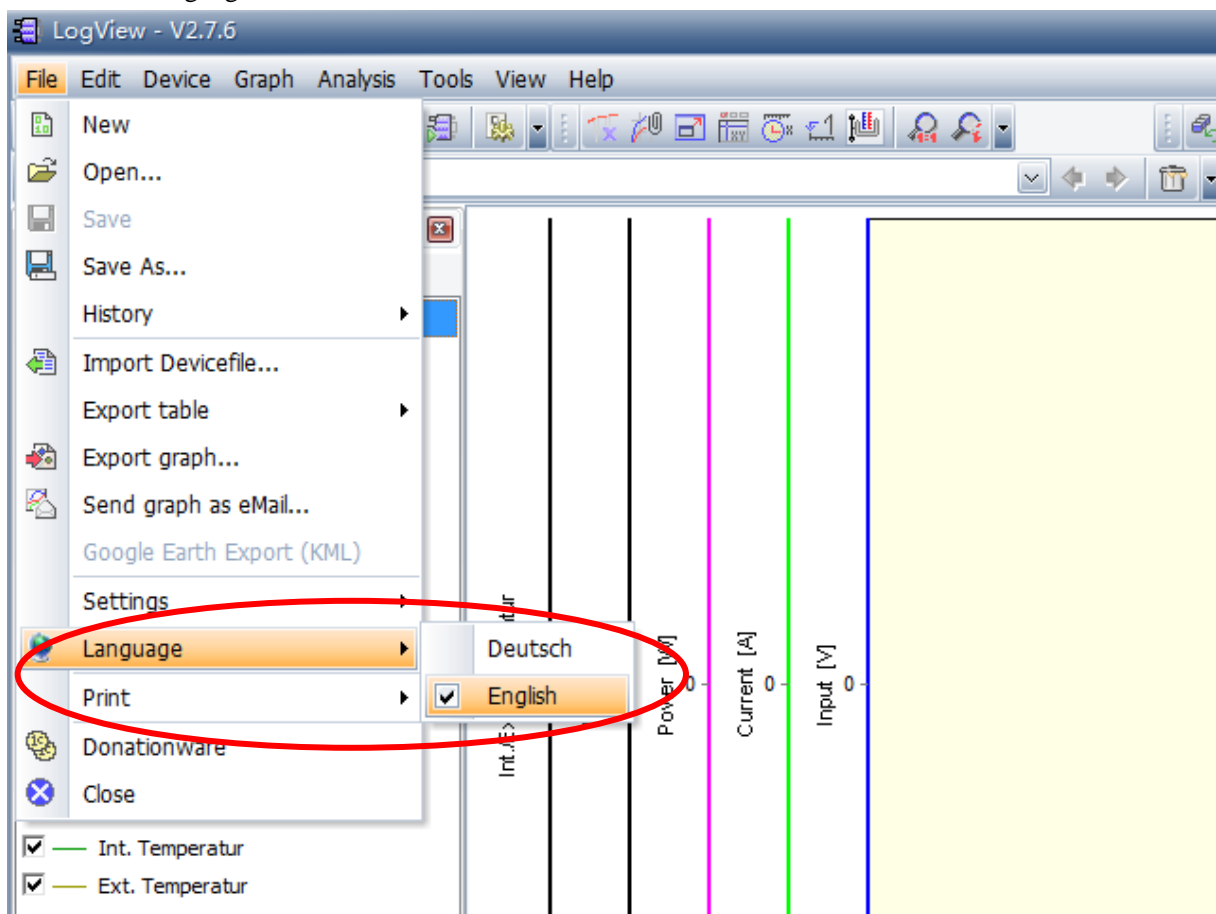 LogView - V2.7.6
File Edit Device Graph Analysis Tools View Help
New
Open...
Save
Save As...
History
Import Devicefile...
Export table
Export graph...
Send graph as eMail...
Google Earth Export (KML)
Settings
Language
Deutsch
English
Print
Donationware
Close
Int. Temperatur
Ext. Temperatur
Power [W]
0
Current [A]
0
Input [V]
0